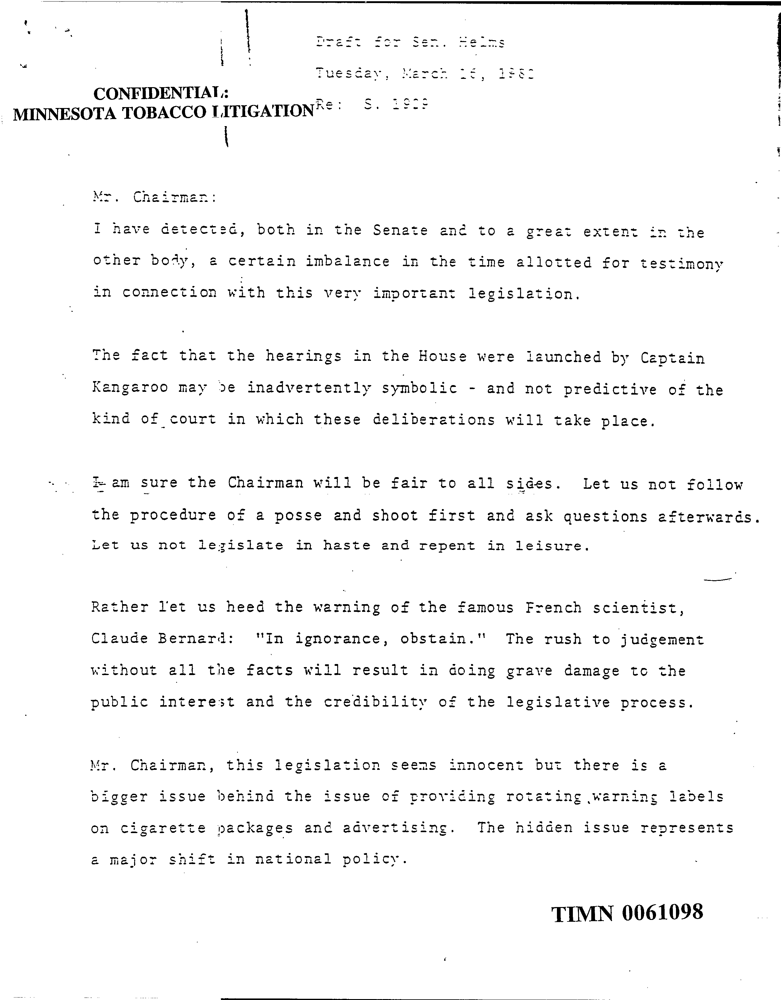 Draft for Sen. Helms
Tuesday, March 16, 1982
CONFIDENTIAL:
MINNESOTA TOBACCO LITIGATION
Re: S. 1929
Mr. Chairman:
I have detected, both in the Senate and to a great extent in the
other body, a certain imbalance in the time allotted for testimony
in connection with this very important legislation.
The fact that the hearings in the House were launched by Captain
Kangaroo may be inadvertently symbolic - and not predictive of the
kind of court in which these deliberations will take place.
I am sure the Chairman will be fair to all sides. Let us not follow
the procedure of a posse and shoot first and ask questions afterwards.
Let us not legislate in haste and repent in leisure.
Rather let us heed the warning of the famous French scientist,
Claude Bernard: "In ignorance, obstain." The rush to judgement
without all the facts will result in doing grave damage to the
public interest and the credibility of the legislative process.
Mr. Chairman, this legislation seems innocent but there is a
bigger issue behind the issue of providing rotating warning labels
on cigarette packages and advertising. The hidden issue represents
a major shift in national policy.
TIMN 0061098